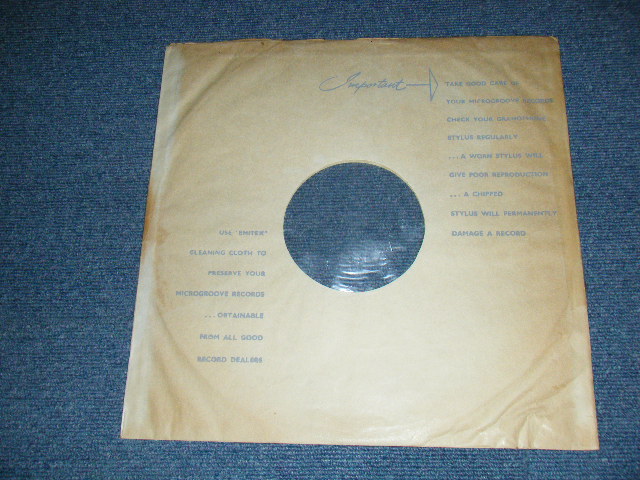 Important
TAKE GOOD CARE OF
YOUR MICROGROOVE RECORDS
CHECK YOUR GRAMOPHONE
STYLUS REGULARLY
...A WORN STYLUS WILL
GIVE POOR REPRODUCTION
...A CHIPPED
STYLUS WILL PERMANENTLY
DAMAGE A RECORD
USE "EMITEX"
CLEANING CLOTH TO
PRESERVE YOUR
MICROGROOVE RECORDS
...OBTAINABLE
FROM ALL GOOD
RECORD DEALERS